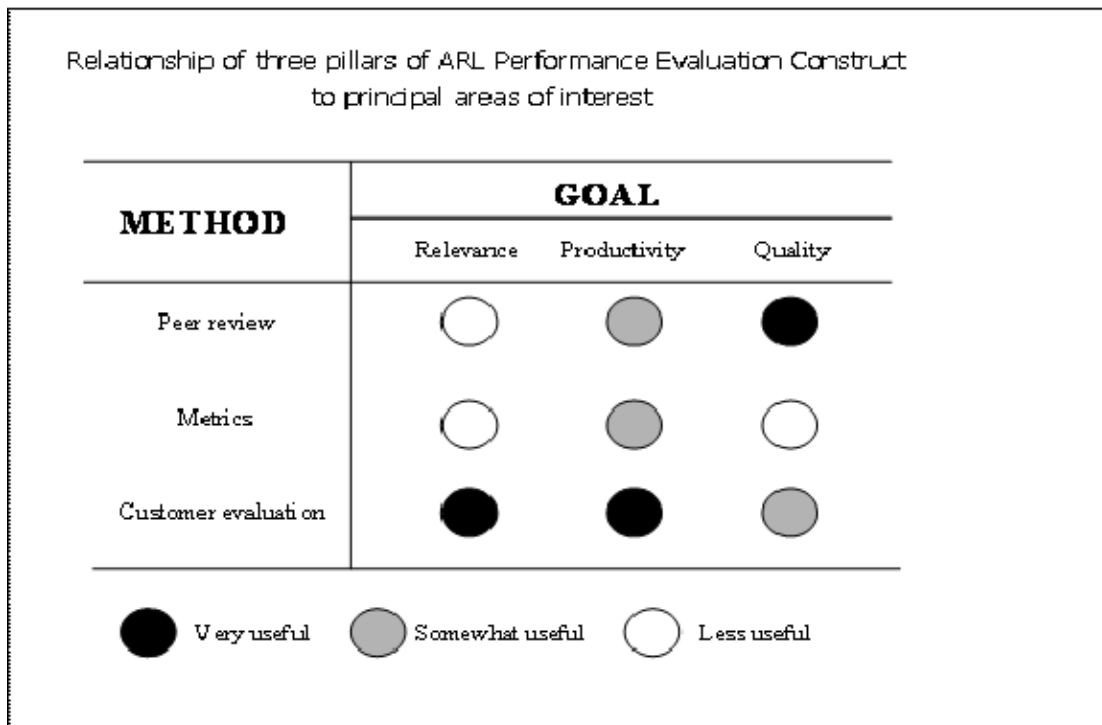 Relationship of three pillars of ARL Performance Evaluation Construct
to principal areas of interest
METHOD
GOAL
Relevance Productivity Quality
Peer review
Metrics
Customer evaluation
Very useful Somewhat useful Less useful